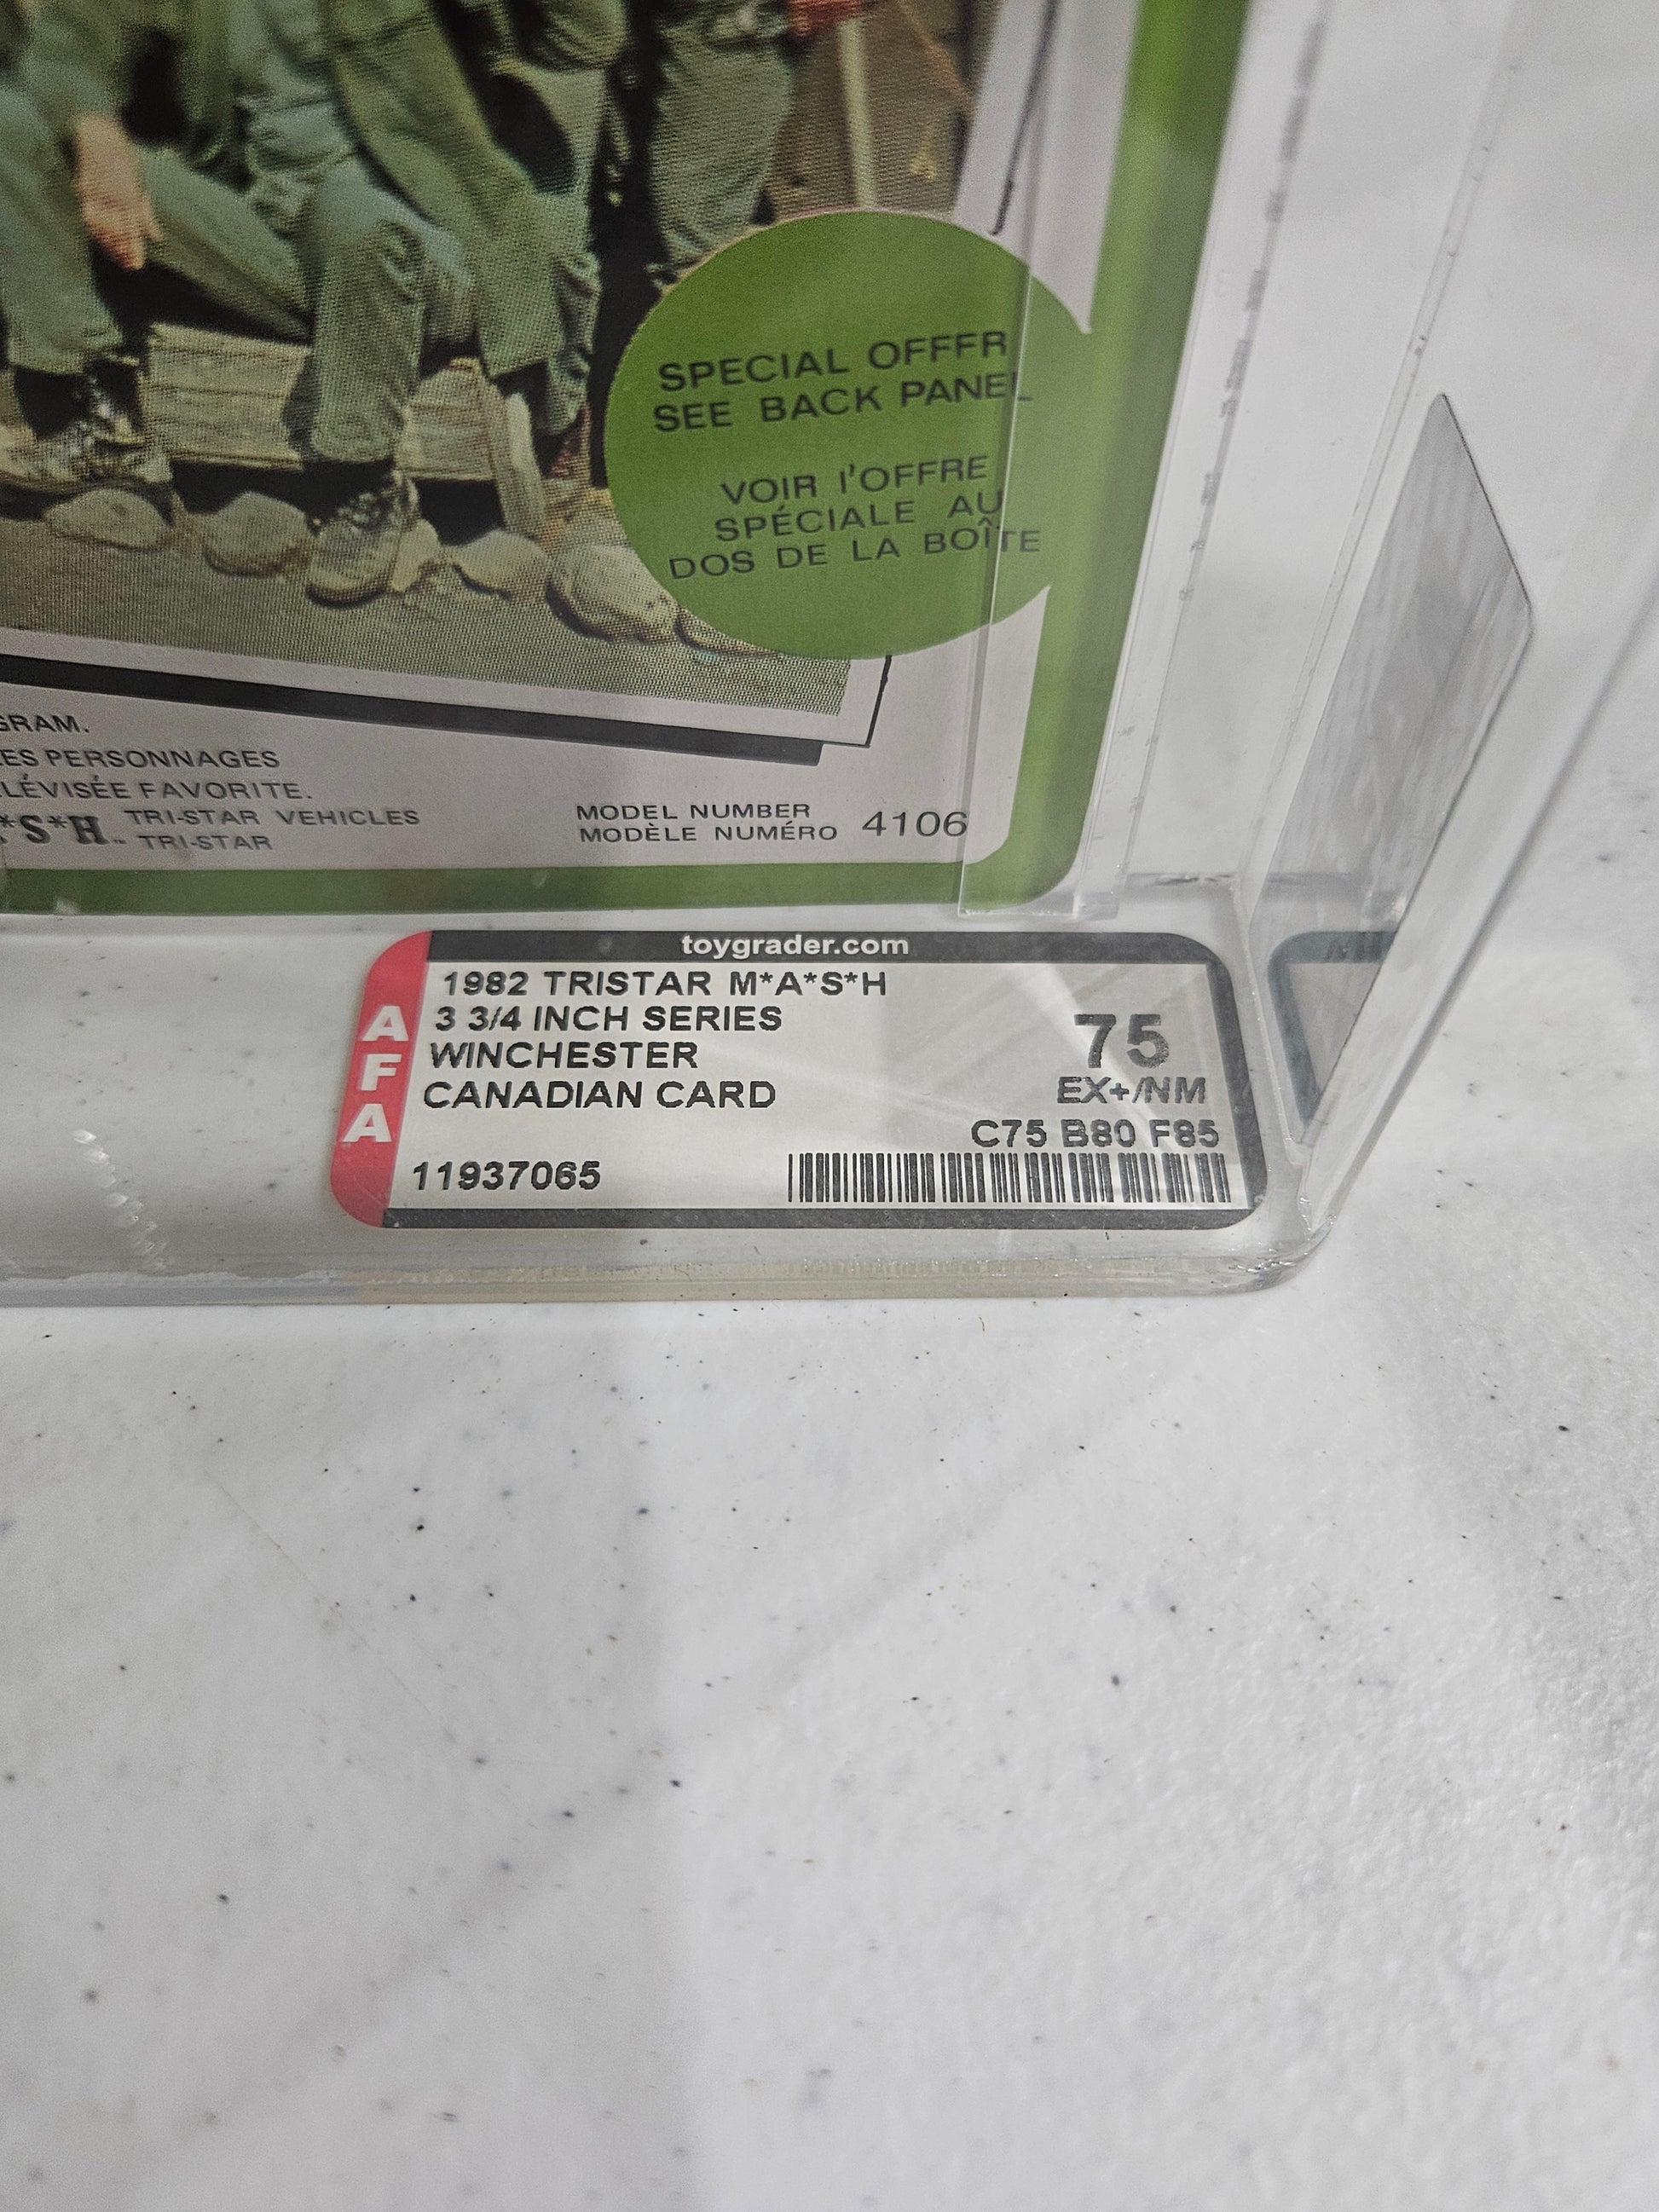 SPECIAL OFFER
SEE BACK PANEL
VOIR l'OFFRE
SPÉCIALE AU
DOS DE LA BOÎTE
GRAM.
ES PERSONNAGES
LÉVISÉE FAVORITE.
*S*H™ TRI-STAR VEHICLES
TRI-STAR
MODEL NUMBER
MODÈLE NUMÉRO 4106
toygrader.com
AFA
1982 TRISTAR M*A*S*H
3 3/4 INCH SERIES
WINCHESTER
CANADIAN CARD
75
EX+/NM
C75 B80 F85
11937065